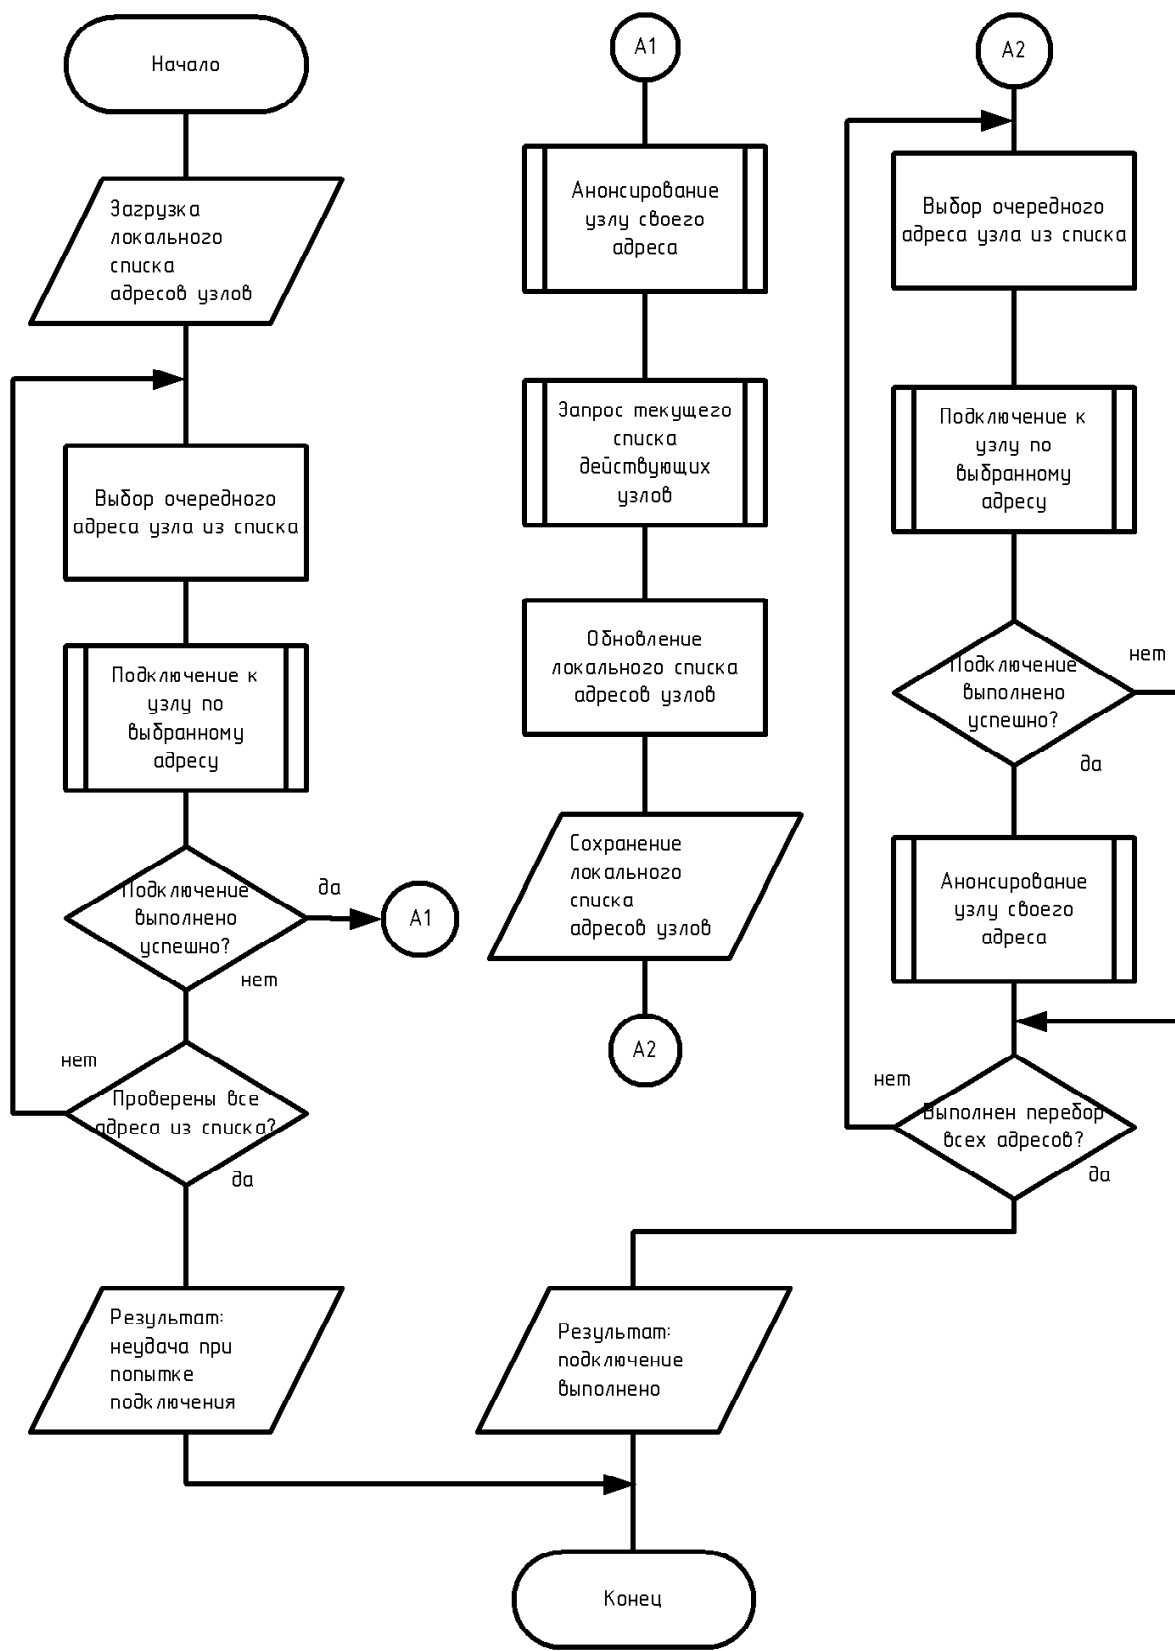 Начало
Загрузка
локального
списка
адресов узлов
Выбор очередного
адреса узла из списка
Подключение к
узлу по
выбранному
адресу
Подключение
выполнено
успешно?
да
А1
нет
Проверены все
адреса из списка?
нет
да
Результат:
неудача при
попытке
подключения
А1
Анонсирование
узлу своего
адреса
Запрос текущего
списка
действующих
узлов
Обновление
локального списка
адресов узлов
Сохранение
локального
списка
адресов узлов
А2
А2
Выбор очередного
адреса узла из списка
Подключение к
узлу по
выбранному
адресу
Подключение
выполнено
успешно?
нет
да
Анонсирование
узлу своего
адреса
нет
Выполнен перебор
всех адресов?
да
Результат:
подключение
выполнено
Конец